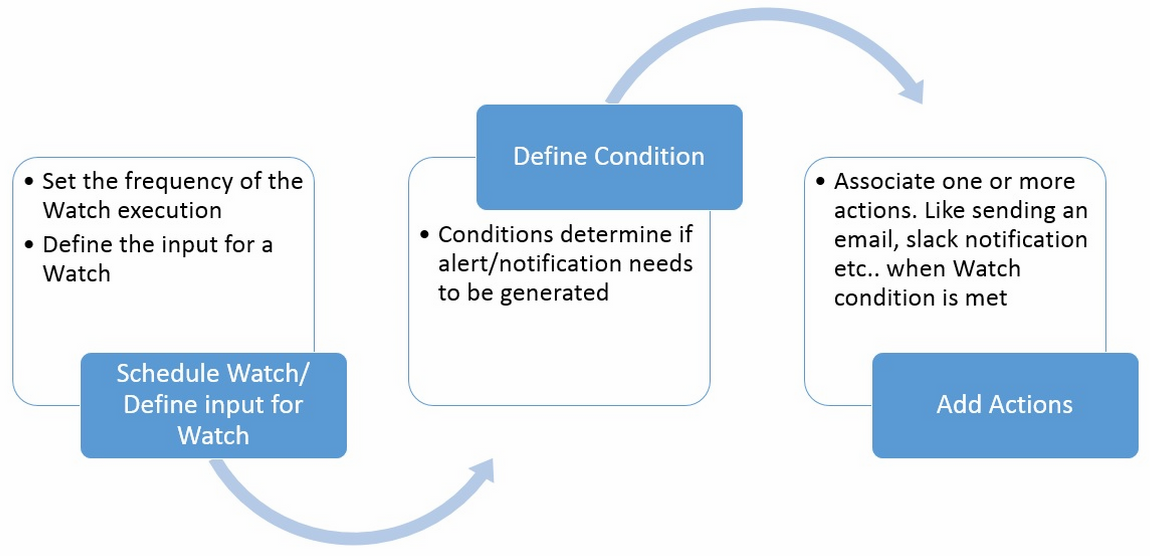 • Set the frequency of the
Watch execution
• Define the input for a
Watch
Schedule Watch/
Define input for
Watch
Define Condition
• Conditions determine if
alert/notification needs
to be generated
• Associate one or more
actions. Like sending an
email, slack notification
etc.. when Watch
condition is met
Add Actions